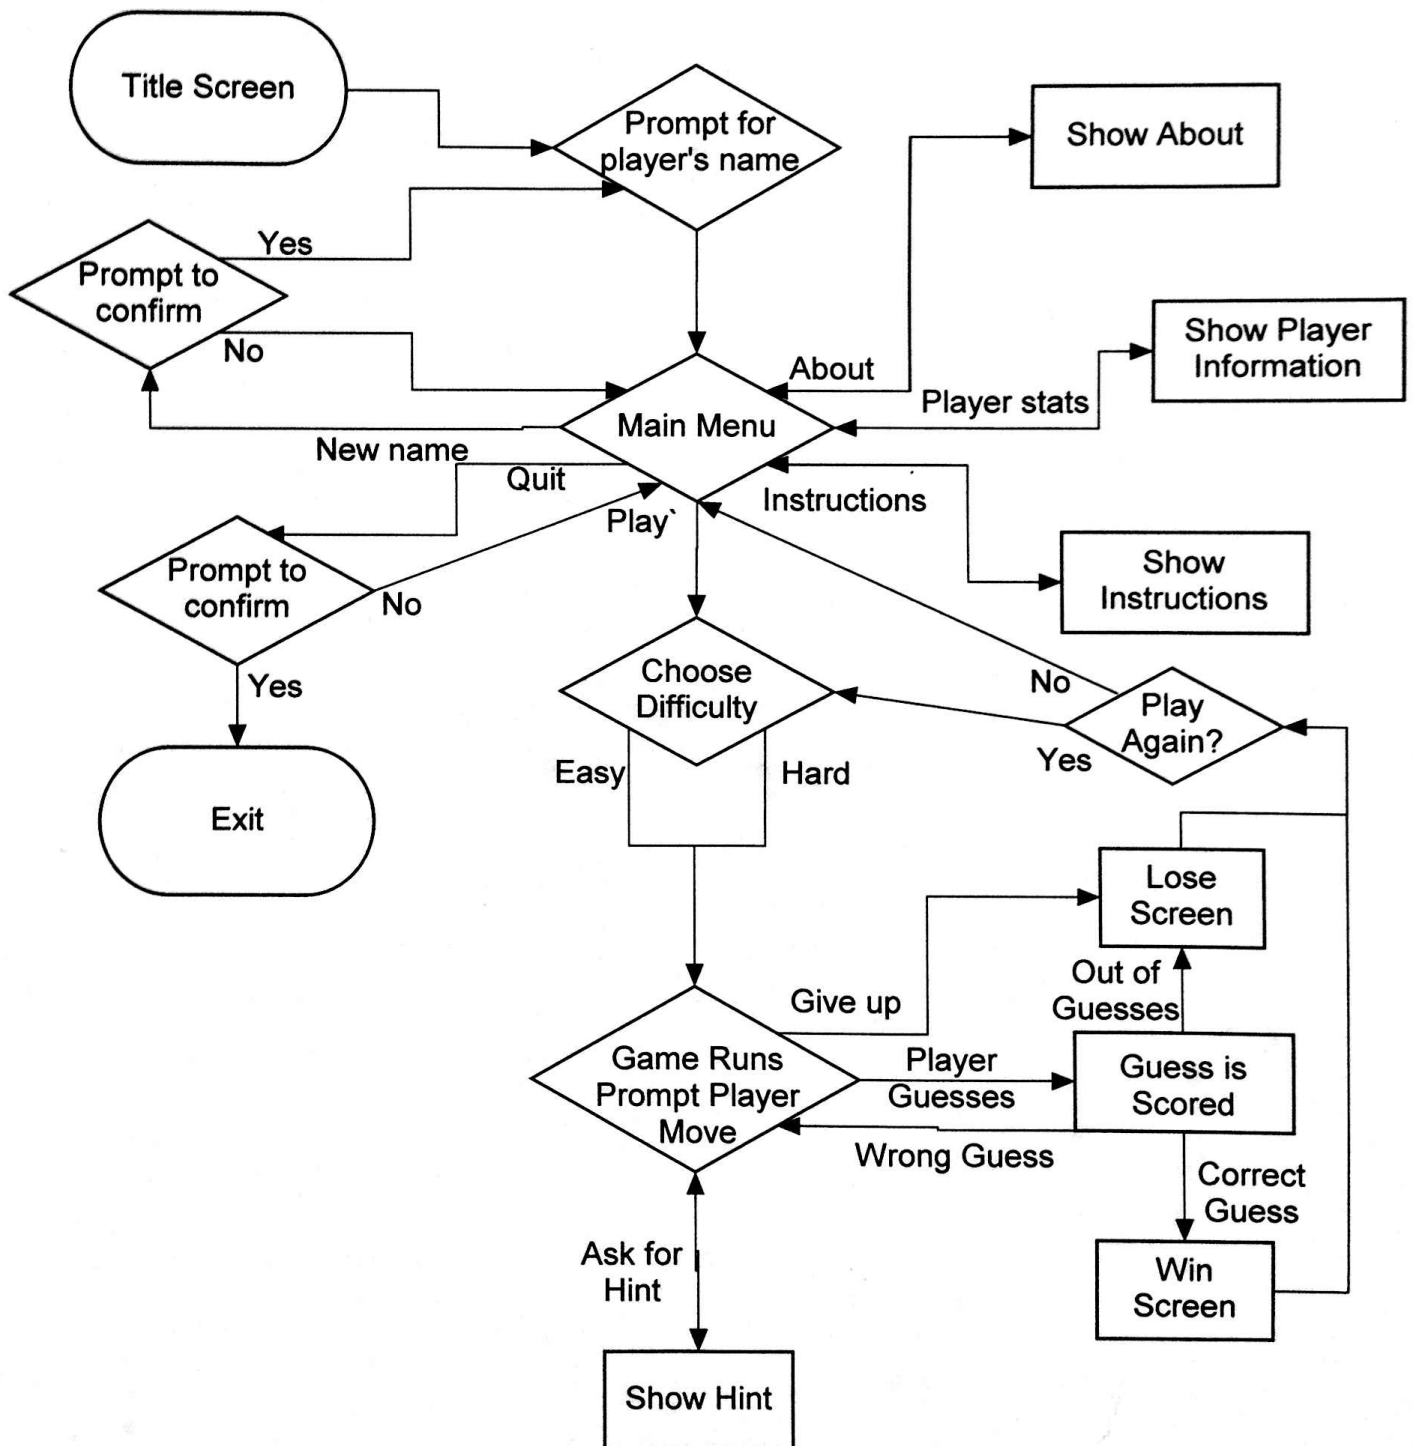 Title Screen
Prompt for
player's name
Show About
Yes
Prompt to
confirm
No
Show Player
Information
About
Player stats
Main Menu
New name
Quit
Instructions
Play`
Prompt to
confirm
No
Show
Instructions
Yes
Choose
Difficulty
No
Play
Again?
Yes
Easy
Hard
Exit
Lose
Screen
Out of
Guesses
Give up
Game Runs
Prompt Player
Move
Player
Guesses
Guess is
Scored
Wrong Guess
Correct
Guess
Ask for
Hint
Win
Screen
Show Hint